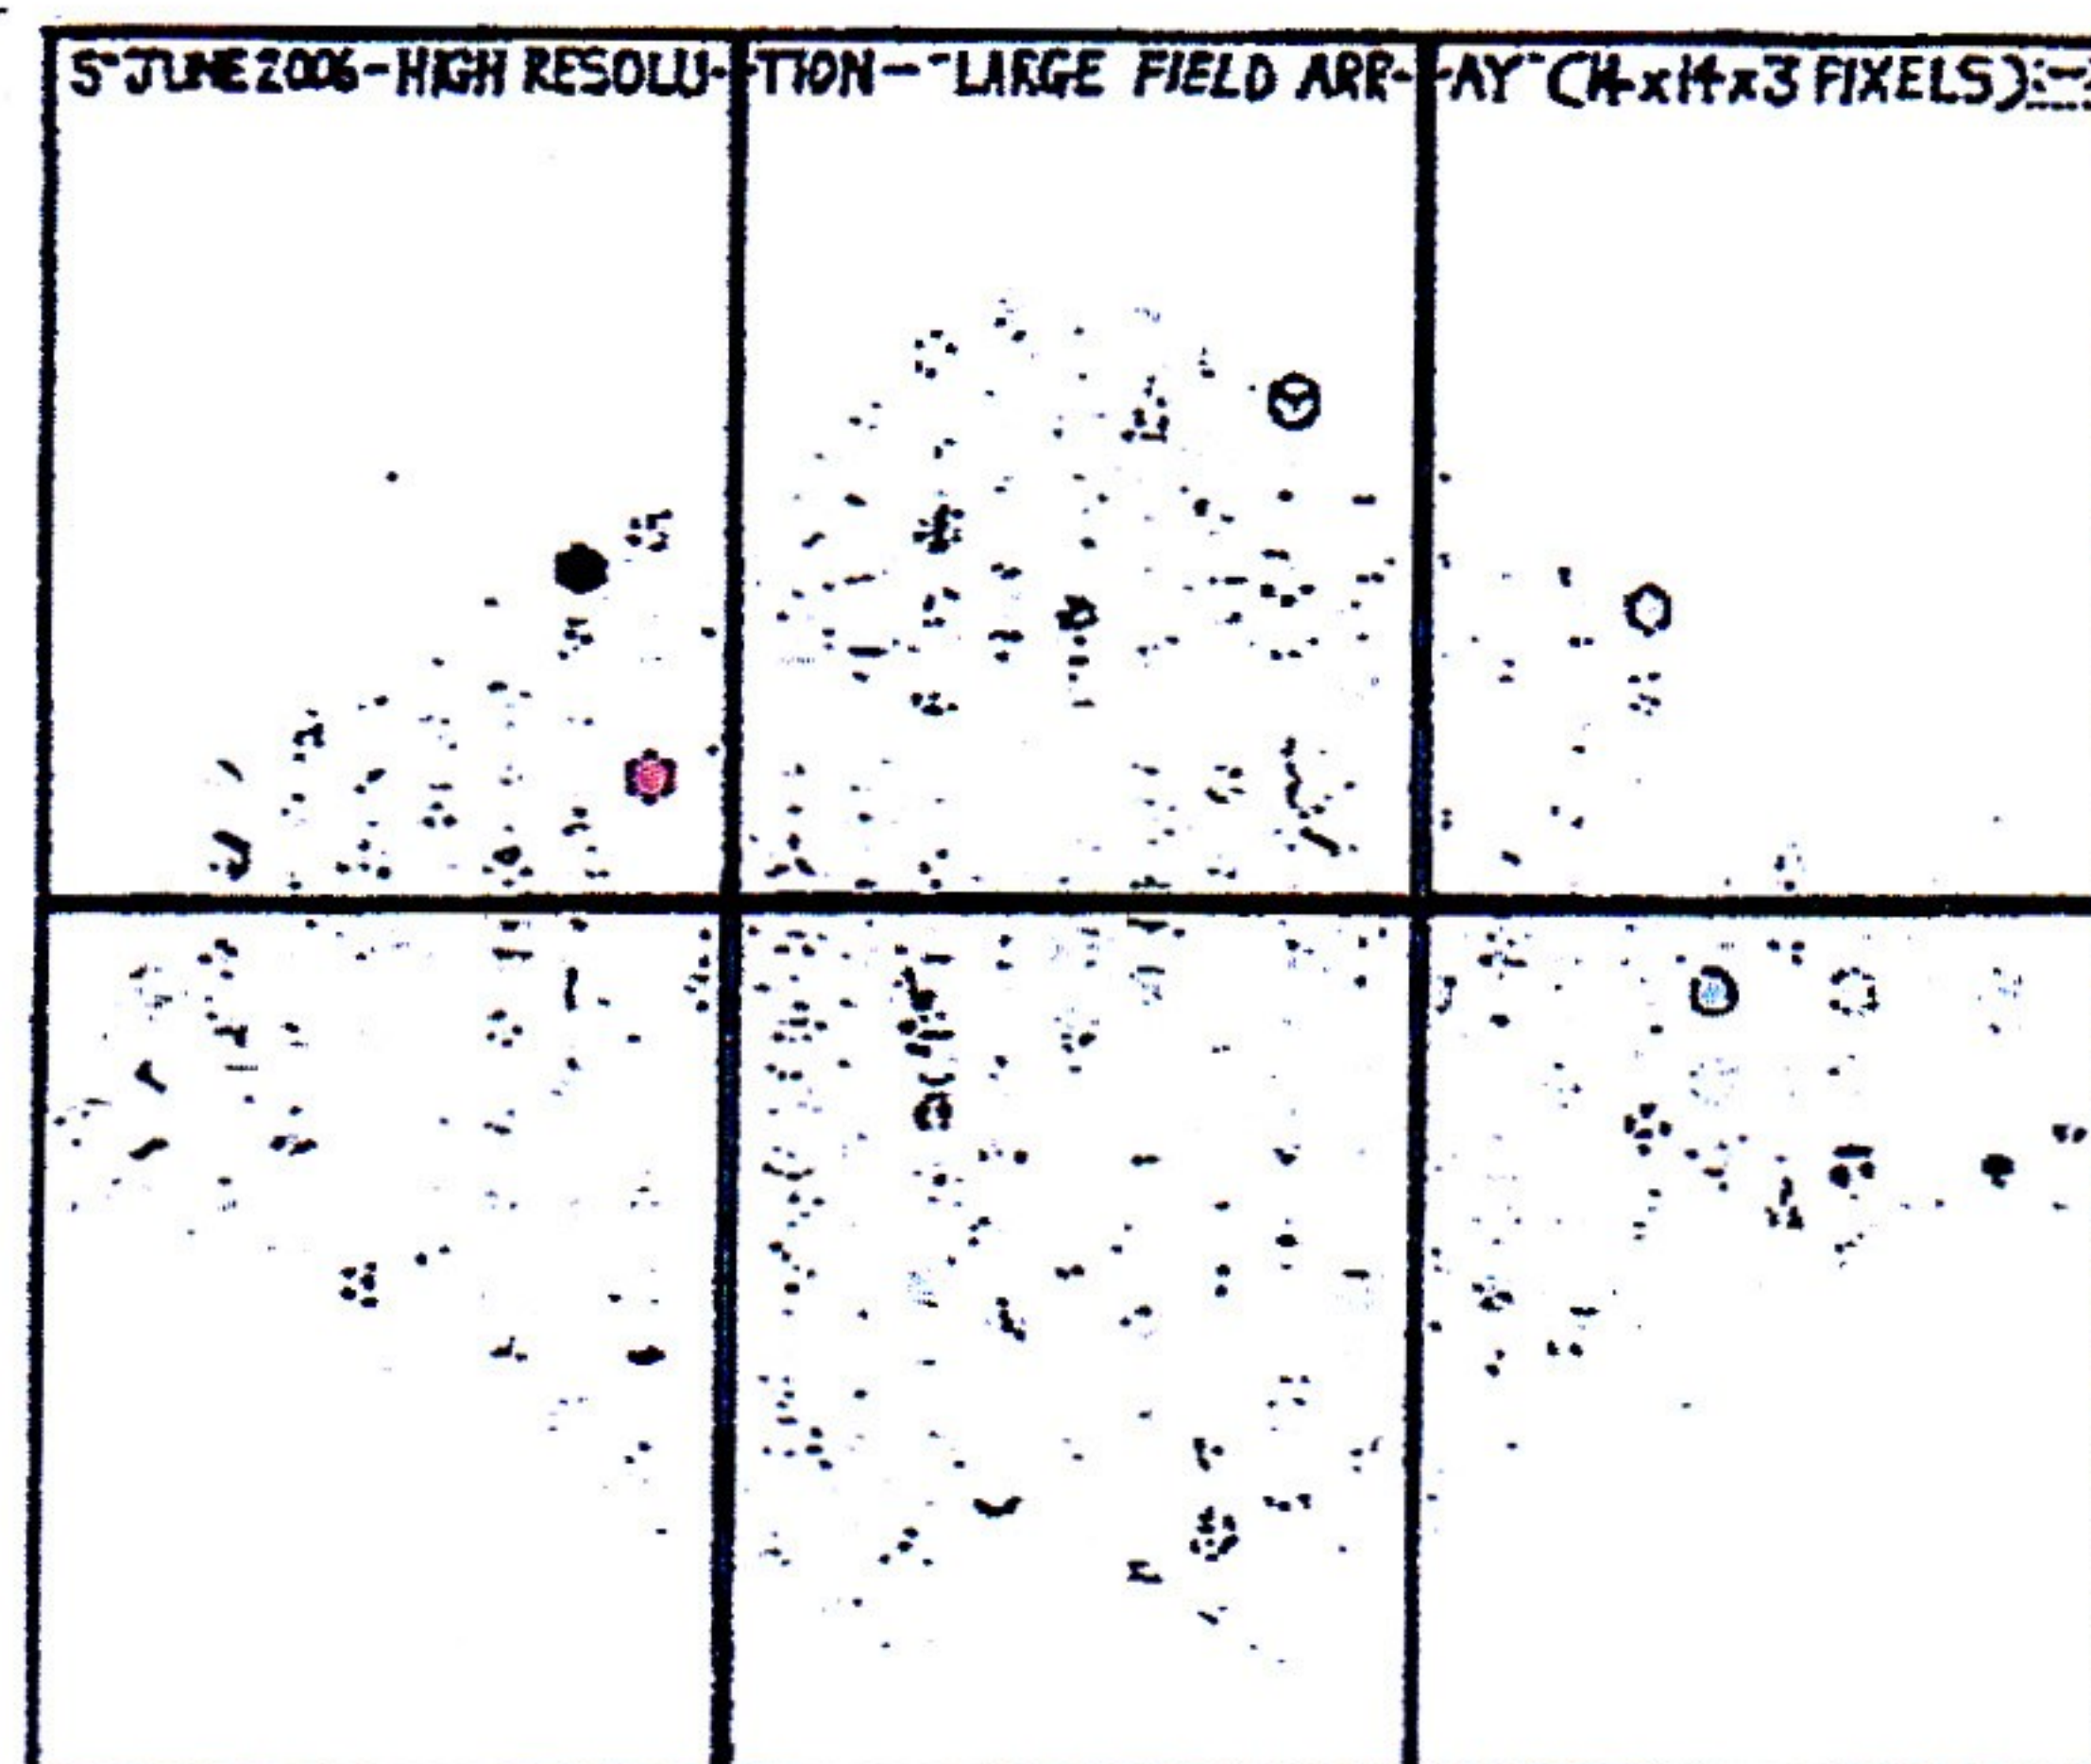 5 JUNE 2006-HIGH RESOLU-TION--LARGE FIELD ARR-AY (14x14x3 PIXELS)